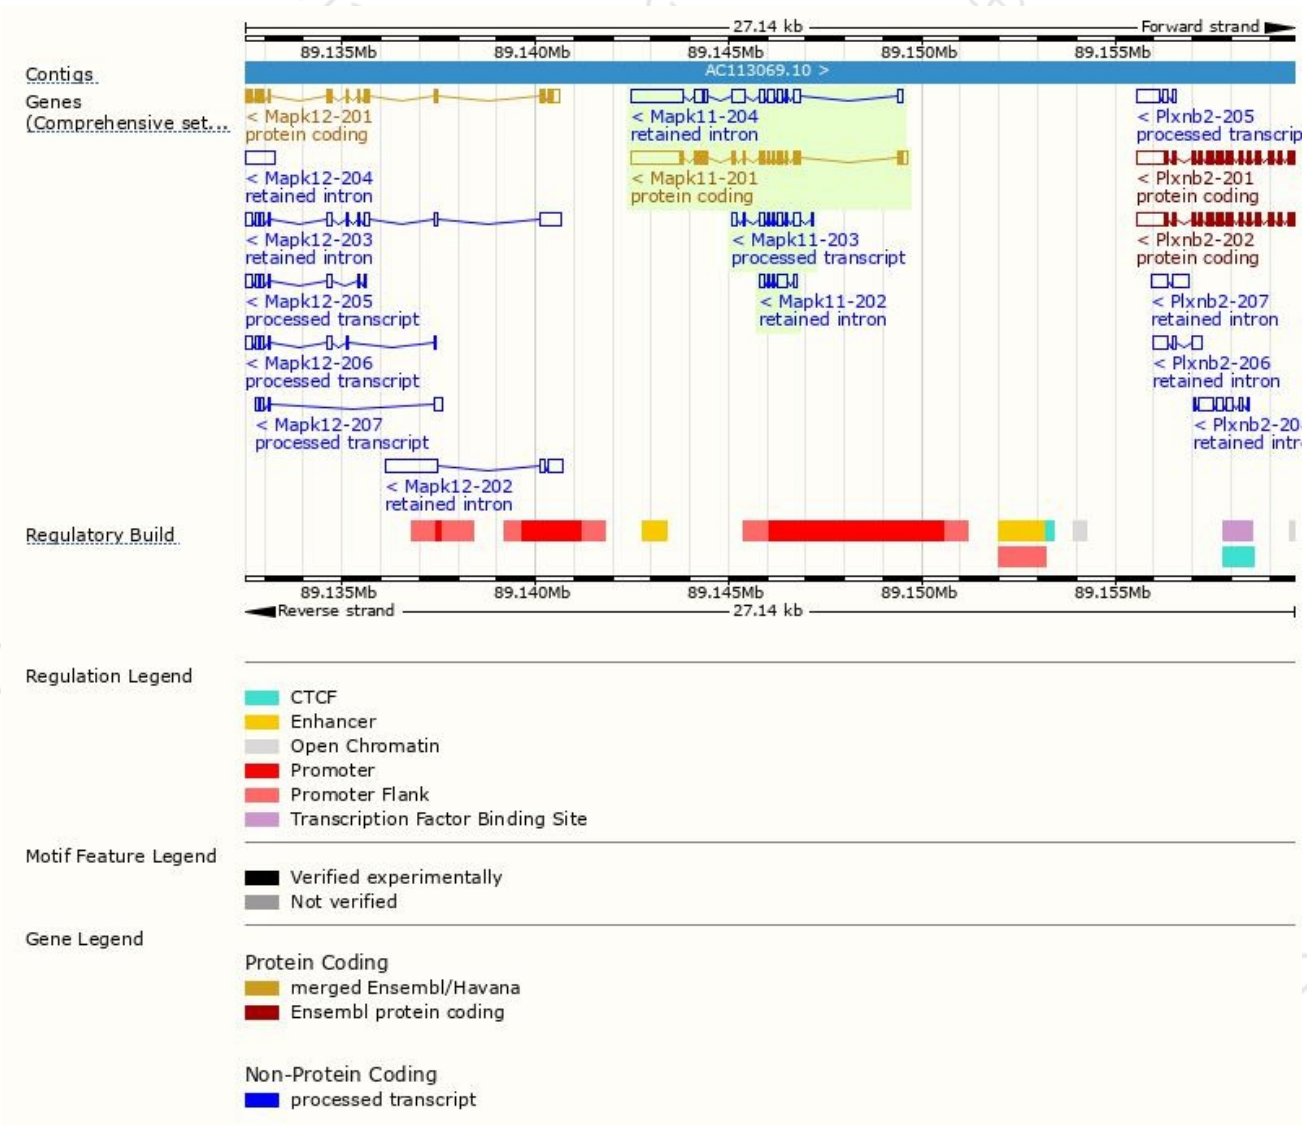 27.14 kb Forward strand
89.135Mb 89.140Mb 89.145Mb 89.150Mb 89.155Mb
Contigs AC113069.10 >
Genes
(Comprehensive set...
< Mapk12-201 < Mapk11-204 < Plxnb2-205
protein coding retained intron processed transcrip
< Mapk12-204 < Mapk11-201 < Plxnb2-201
retained intron protein coding protein coding
< Mapk12-203 < Mapk11-203 < Plxnb2-202
retained intron processed transcript protein coding
< Mapk12-205 < Mapk11-202 < Plxnb2-207
processed transcript retained intron retained intron
< Mapk12-206 < Plxnb2-206
processed transcript retained intron
< Mapk12-207 < Plxnb2-20
processed transcript retained intr
< Mapk12-202
retained intron
Regulatory Build
89.135Mb 89.140Mb 89.145Mb 89.150Mb 89.155Mb
Reverse strand 27.14 kb
Regulation Legend
CTCF
Enhancer
Open Chromatin
Promoter
Promoter Flank
Transcription Factor Binding Site
Motif Feature Legend
Verified experimentally
Not verified
Gene Legend
Protein Coding
merged Ensembl/Havana
Ensembl protein coding
Non-Protein Coding
processed transcript